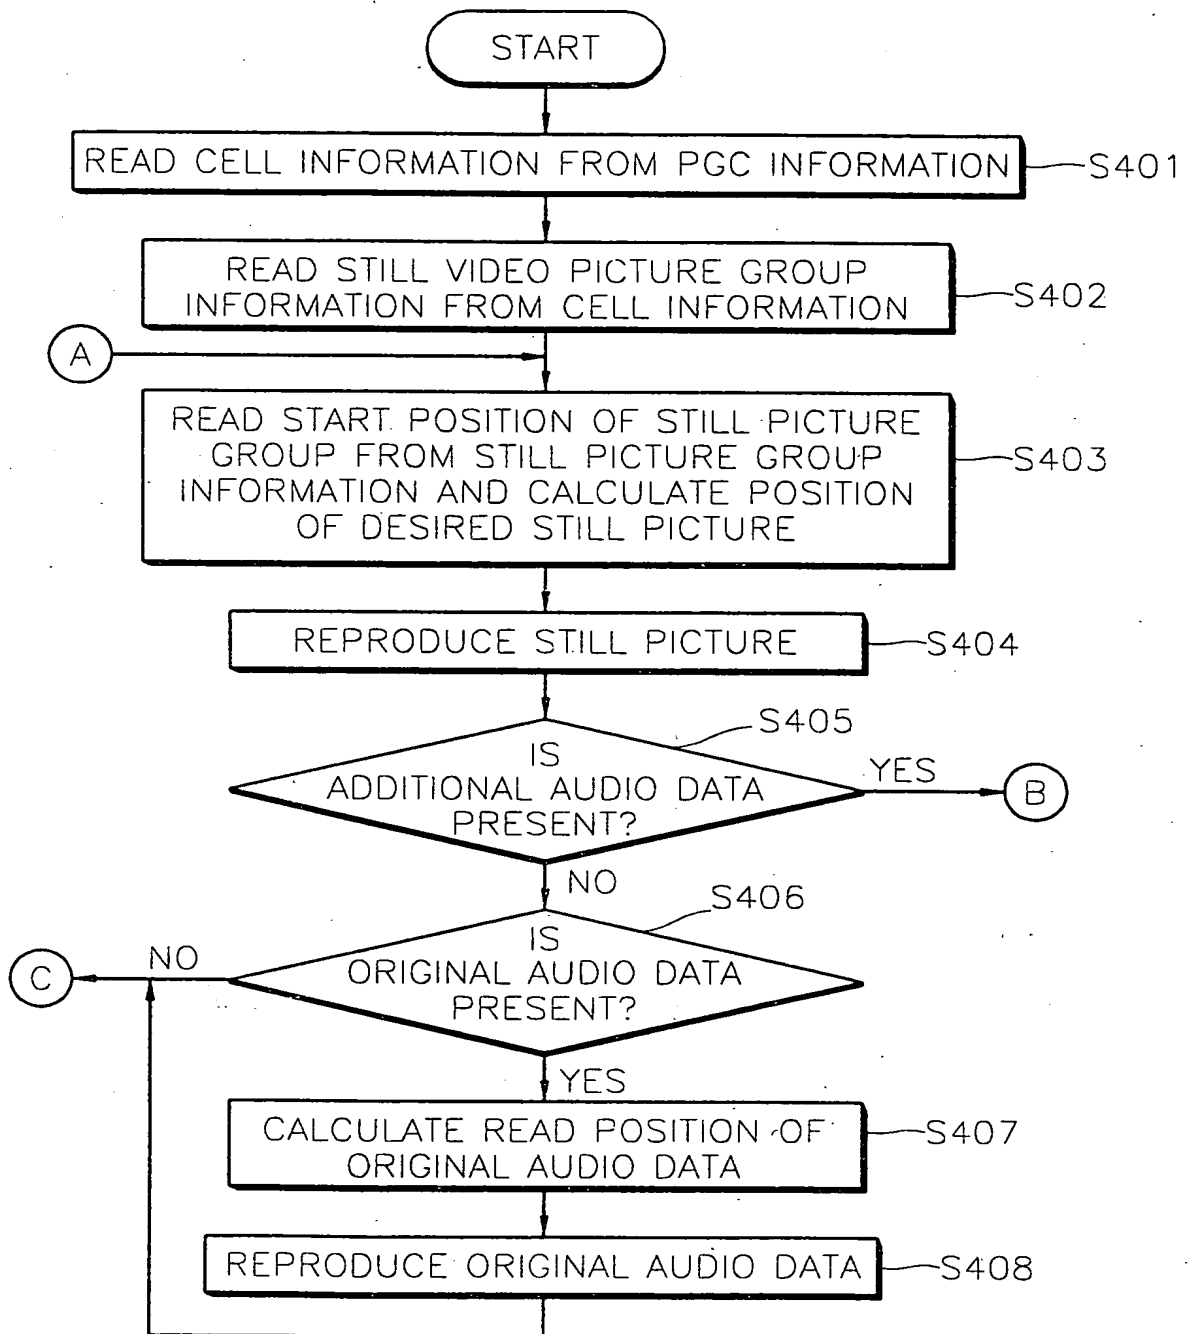 START
READ CELL INFORMATION FROM PGC INFORMATION
S401
READ STILL VIDEO PICTURE GROUP
INFORMATION FROM CELL INFORMATION
S402
A
READ START POSITION OF STILL PICTURE
GROUP FROM STILL PICTURE GROUP
INFORMATION AND CALCULATE POSITION
OF DESIRED STILL PICTURE
S403
REPRODUCE STILL PICTURE
S404
S405
IS
ADDITIONAL AUDIO DATA
PRESENT?
YES
B
NO
S406
IS
ORIGINAL AUDIO DATA
PRESENT?
NO
C
YES
CALCULATE READ POSITION OF
ORIGINAL AUDIO DATA
S407
REPRODUCE ORIGINAL AUDIO DATA
S408